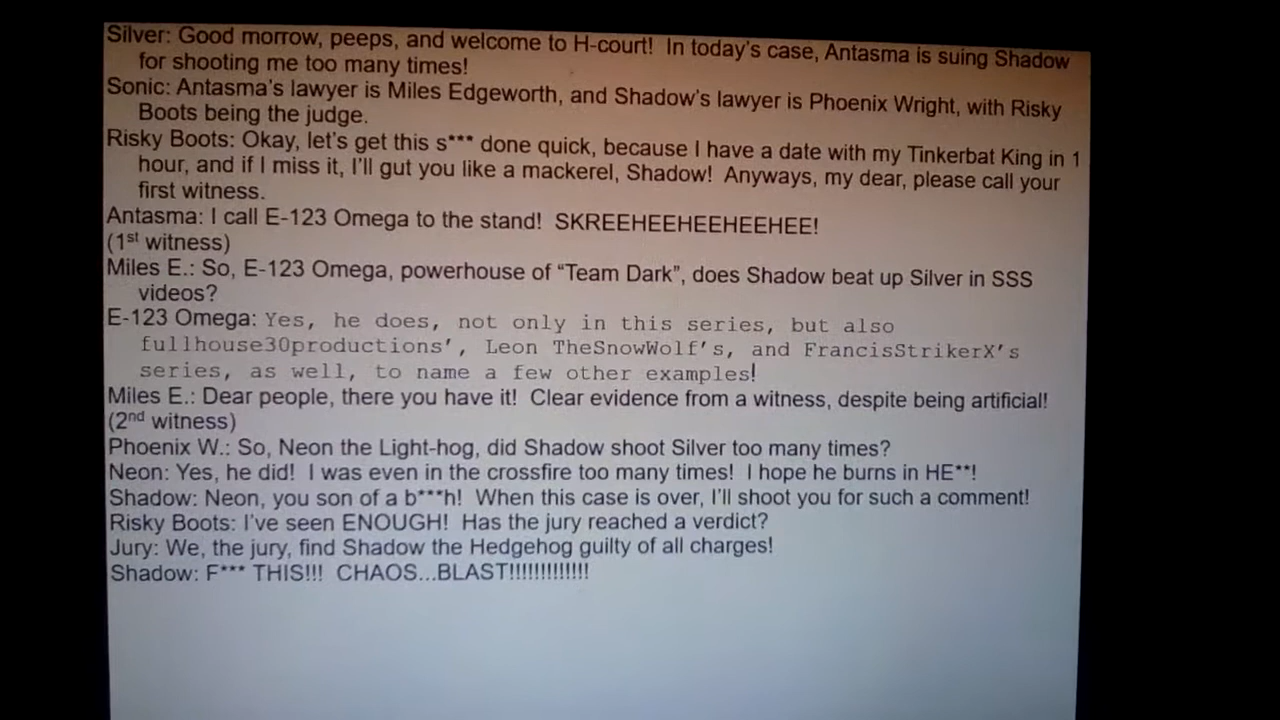 Silver: Good morrow, peeps, and welcome to H-court!  In today's case, Antasma is suing Shadow
for shooting me too many times!
Sonic: Antasma's lawyer is Miles Edgeworth, and Shadow's lawyer is Phoenix Wright, with Risky
Boots being the judge.
Risky Boots: Okay, let's get this s*** done quick, because I have a date with my Tinkerbat King in 1
hour, and if I miss it, I'll gut you like a mackerel, Shadow!  Anyways, my dear, please call your
first witness.
Antasma: I call E-123 Omega to the stand!  SKREEHEEHEEHEEHEE!
(1st witness)
Miles E.: So, E-123 Omega, powerhouse of “Team Dark”, does Shadow beat up Silver in SSS
videos?
E-123 Omega: Yes, he does, not only in this series, but also
fullhouse30productions’, Leon TheSnowWolf’s, and FrancisStrikerX’s
series, as well, to name a few other examples!
Miles E.: Dear people, there you have it!  Clear evidence from a witness, despite being artificial!
(2nd witness)
Phoenix W.: So, Neon the Light-hog, did Shadow shoot Silver too many times?
Neon: Yes, he did!  I was even in the crossfire too many times!  I hope he burns in HE**!
Shadow: Neon, you son of a b***h!  When this case is over, I'll shoot you for such a comment!
Risky Boots: I've seen ENOUGH!  Has the jury reached a verdict?
Jury: We, the jury, find Shadow the Hedgehog guilty of all charges!
Shadow: F*** THIS!!!  CHAOS...BLAST!!!!!!!!!!!!!